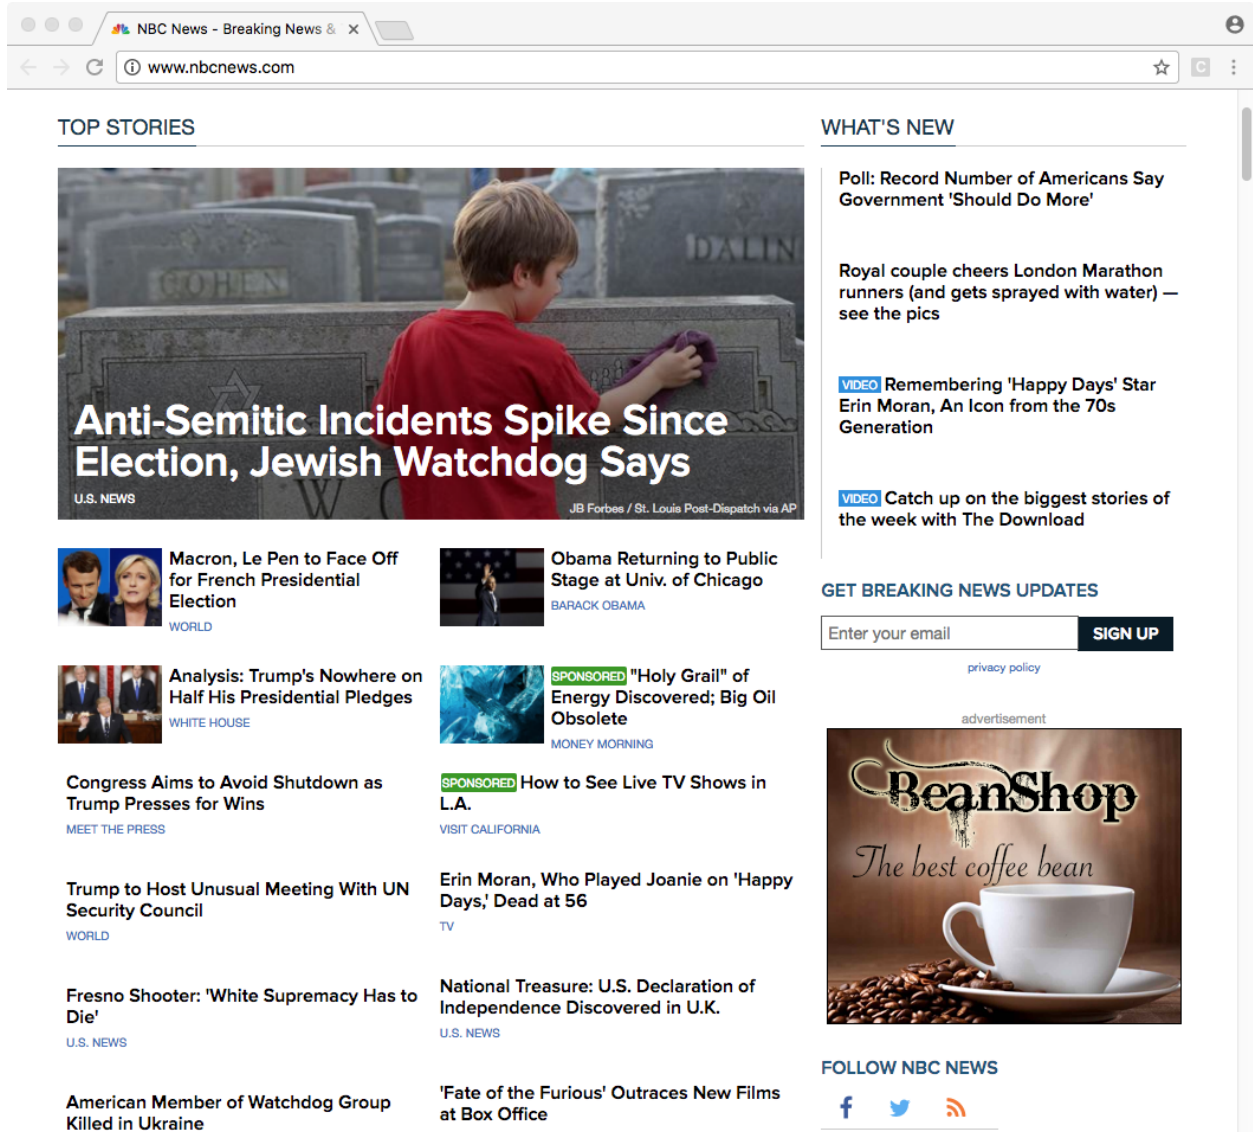 NBC News - Breaking News &
www.nbcnews.com
TOP STORIES
COHEN
DALIN
Anti-Semitic Incidents Spike Since
Election, Jewish Watchdog Says
U.S. NEWS
JB Forbes / St. Louis Post-Dispatch via AP
Macron, Le Pen to Face Off
for French Presidential
Election
WORLD
Obama Returning to Public
Stage at Univ. of Chicago
BARACK OBAMA
Analysis: Trump's Nowhere on
Half His Presidential Pledges
WHITE HOUSE
SPONSORED "Holy Grail" of
Energy Discovered; Big Oil
Obsolete
MONEY MORNING
Congress Aims to Avoid Shutdown as
Trump Presses for Wins
MEET THE PRESS
SPONSORED How to See Live TV Shows in
L.A.
VISIT CALIFORNIA
Trump to Host Unusual Meeting With UN
Security Council
WORLD
Erin Moran, Who Played Joanie on 'Happy
Days,' Dead at 56
TV
Fresno Shooter: 'White Supremacy Has to
Die'
U.S. NEWS
National Treasure: U.S. Declaration of
Independence Discovered in U.K.
U.S. NEWS
American Member of Watchdog Group
Killed in Ukraine
'Fate of the Furious' Outraces New Films
at Box Office
WHAT'S NEW
Poll: Record Number of Americans Say
Government 'Should Do More'
Royal couple cheers London Marathon
runners (and gets sprayed with water) —
see the pics
VIDEO Remembering 'Happy Days' Star
Erin Moran, An Icon from the 70s
Generation
VIDEO Catch up on the biggest stories of
the week with The Download
GET BREAKING NEWS UPDATES
Enter your email SIGN UP
privacy policy
advertisement
BeanShop
The best coffee bean
FOLLOW NBC NEWS